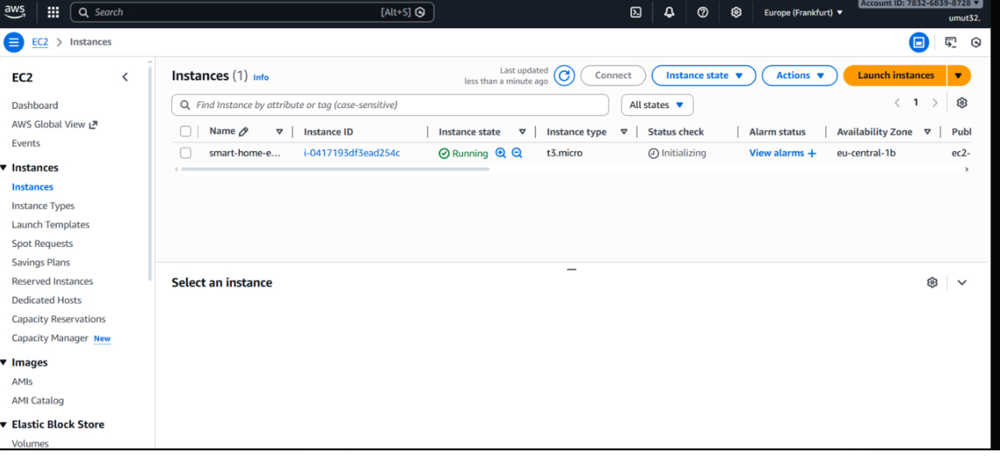 aws Search [Alt+S] Europe (Frankfurt) Account ID: 7832-6839-8728
umut32.
EC2 > Instances
EC2
Dashboard
AWS Global View
Events
Instances
Instances
Instance Types
Launch Templates
Spot Requests
Savings Plans
Reserved Instances
Dedicated Hosts
Capacity Reservations
Capacity Manager New
Images
AMIs
AMI Catalog
Elastic Block Store
Volumes
Instances (1) Info
Last updated
less than a minute ago
Connect Instance state Actions Launch instances
Find Instance by attribute or tag (case-sensitive) All states 1
Name Instance ID Instance state Instance type Status check Alarm status Availability Zone Publ
smart-home-e... i-0417193df3ead254c Running t3.micro Initializing View alarms + eu-central-1b ec2-
Select an instance